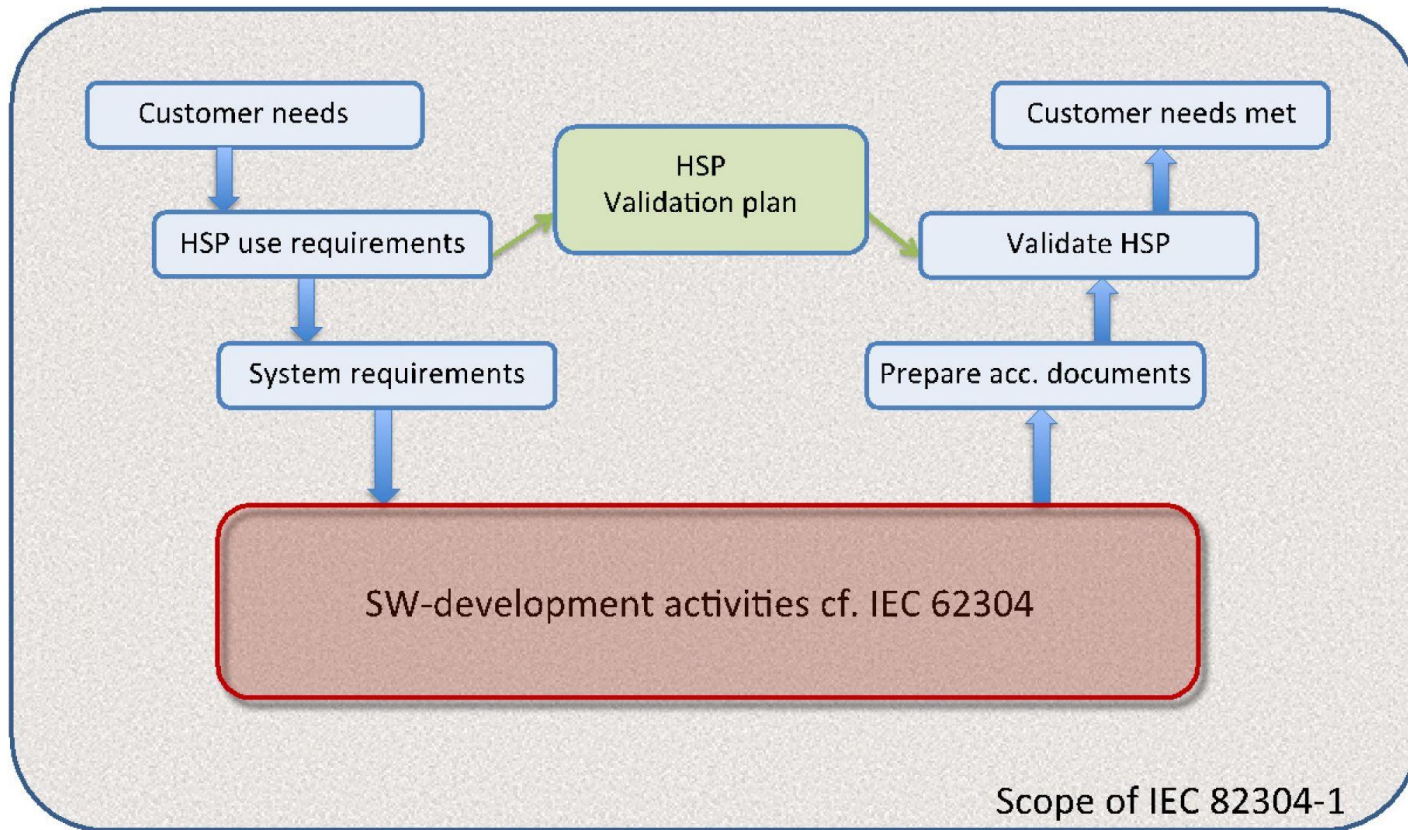 Customer needs
Customer needs met
HSP
Validation plan
HSP use requirements
Validate HSP
System requirements
Prepare acc. documents
SW-development activities cf. IEC 62304
Scope of IEC 82304-1